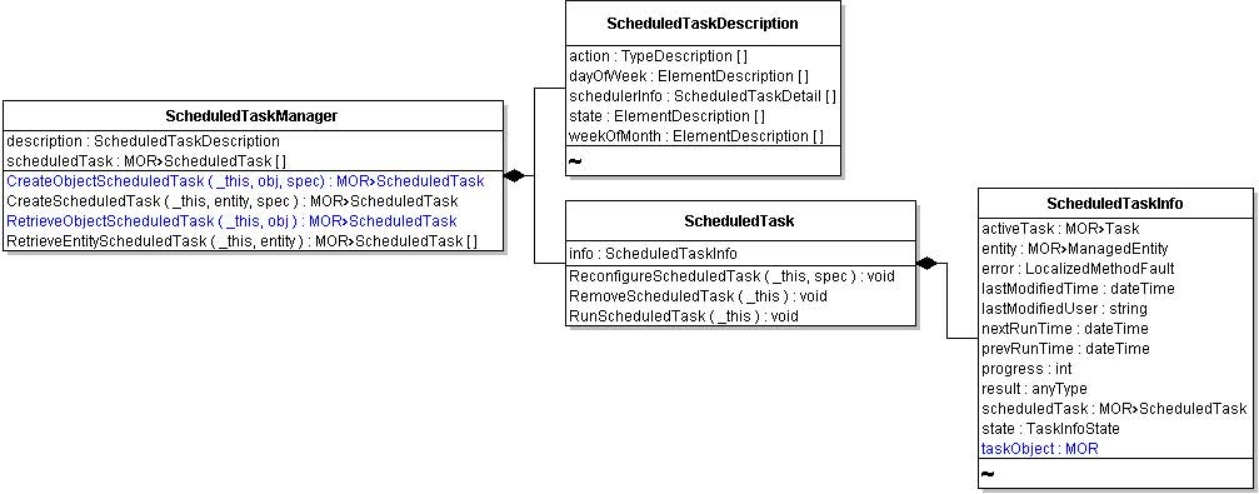 ScheduledTaskManager
description : ScheduledTaskDescription
scheduledTask : MOR>ScheduledTask [ ]
CreateObjectScheduledTask ( _this, obj, spec) : MOR>ScheduledTask
CreateScheduledTask ( _this, entity, spec ) : MOR>ScheduledTask
RetrieveObjectScheduledTask ( _this, obj ) : MOR>ScheduledTask
RetrieveEntityScheduledTask ( _this, entity ) : MOR>ScheduledTask [ ]
ScheduledTaskDescription
action : TypeDescription [ ]
dayOfWeek : ElementDescription [ ]
schedulerInfo : ScheduledTaskDetail [ ]
state : ElementDescription [ ]
weekOfMonth : ElementDescription [ ]
~
ScheduledTask
info : ScheduledTaskInfo
ReconfigureScheduledTask ( _this, spec ) : void
RemoveScheduledTask ( _this ) : void
RunScheduledTask ( _this ) : void
ScheduledTaskInfo
activeTask : MOR>Task
entity : MOR>ManagedEntity
error : LocalizedMethodFault
lastModifiedTime : dateTime
lastModifiedUser : string
nextRunTime : dateTime
prevRunTime : dateTime
progress : int
result : anyType
scheduledTask : MOR>ScheduledTask
state : TaskInfoState
taskObject : MOR
~